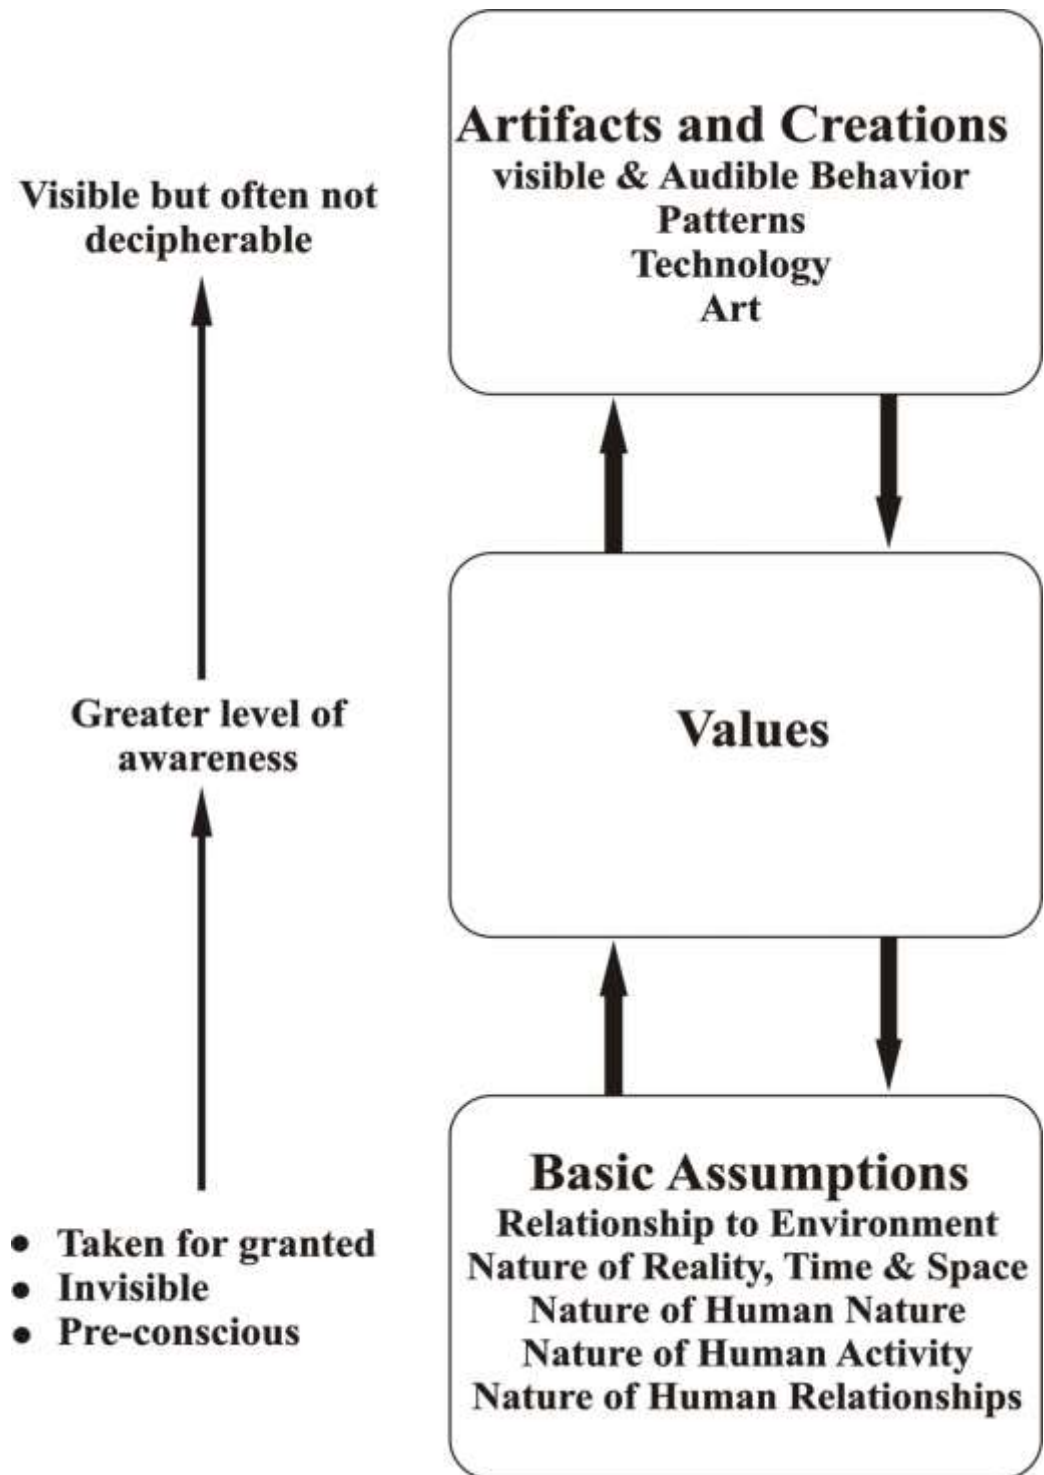 Artifacts and Creations
visible & Audible Behavior
Patterns
Technology
Art
Visible but often not
decipherable
Greater level of
awareness
Values
Basic Assumptions
Relationship to Environment
Nature of Reality, Time & Space
Nature of Human Nature
Nature of Human Activity
Nature of Human Relationships
• Taken for granted
• Invisible
• Pre-conscious